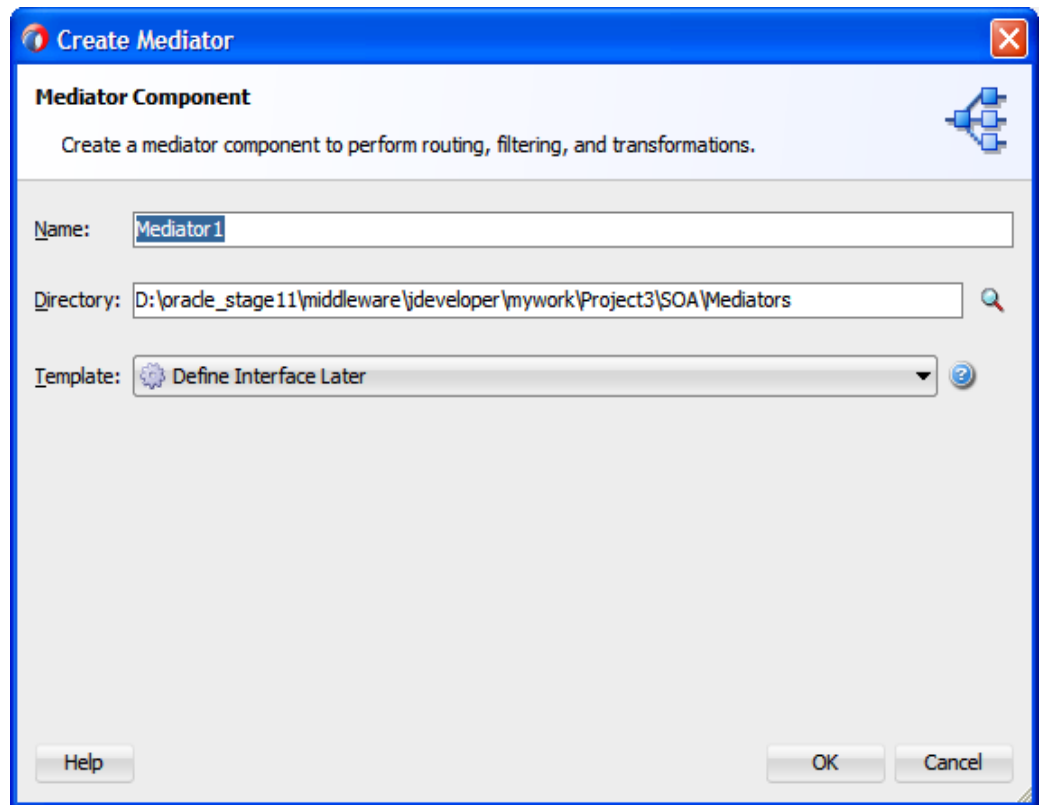 Create Mediator
Mediator Component
Create a mediator component to perform routing, filtering, and transformations.
Name: Mediator1
Directory: D:\oracle_stage11\middleware\jdeveloper\mywork\Project3\SOA\Mediators
Template: Define Interface Later
Help OK Cancel